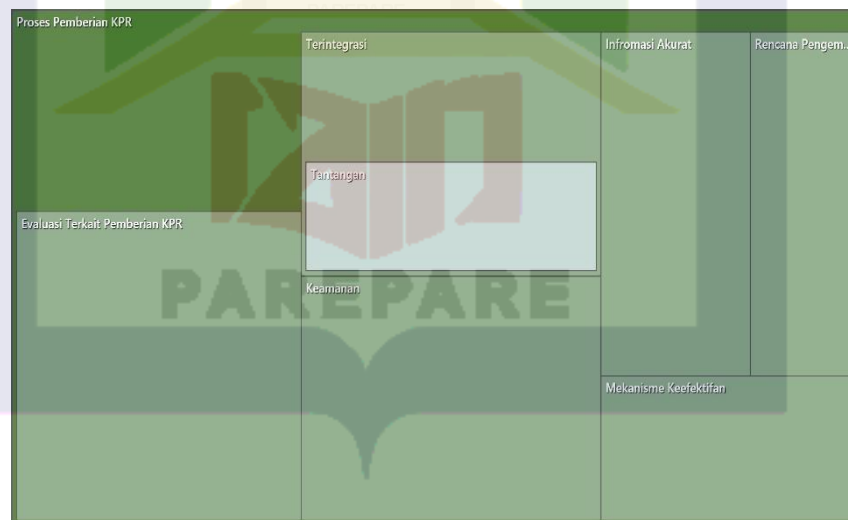 Proses Pemberian KPR
Terintegrasi
Infromasi Akurat
Rencana Pengem...
Tantangan
Evaluasi Terkait Pemberian KPR
Keamanan
Mekanisme Keefektifan
PAREPARE